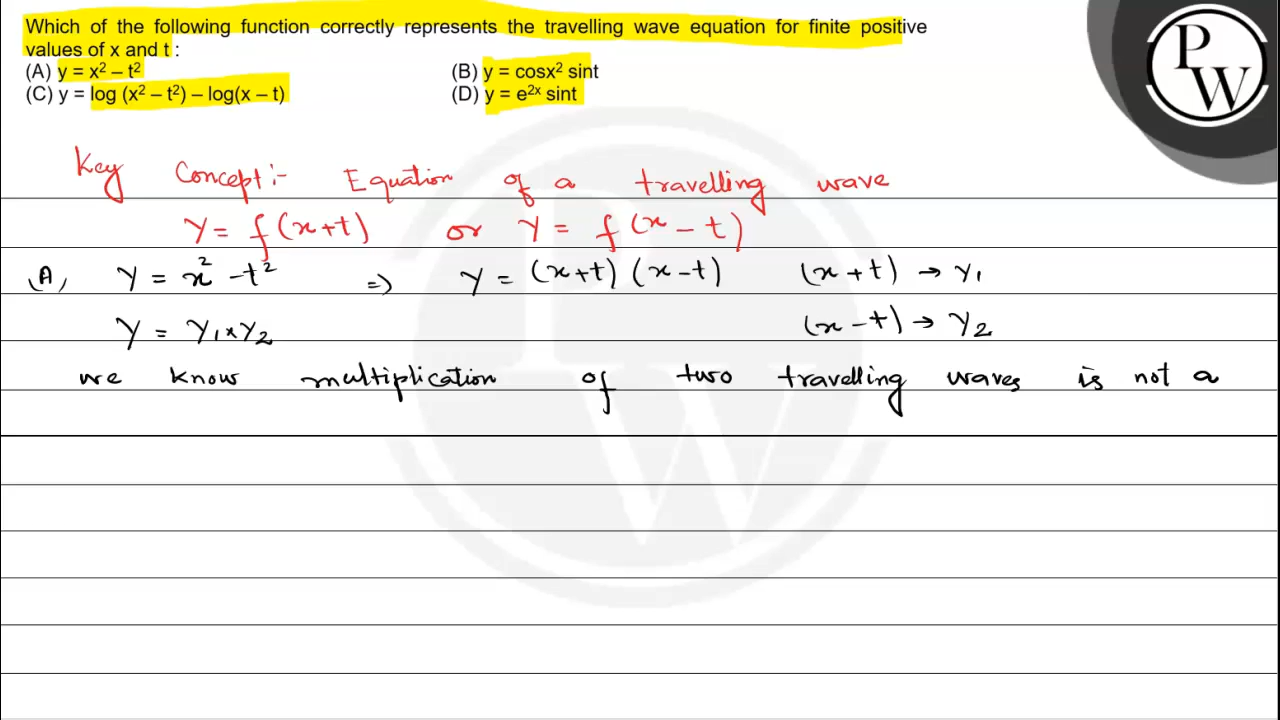 Which of the following function correctly represents the travelling wave equation for finite positive
values of x and t :
(A) y = x² – t² (B) y = cosx² sint
(C) y = log (x² – t²) – log(x – t) (D) y = e²ˣ sint
P
W
Key Concept:- Equation of a travelling wave
Y = f(x+t) or Y = f(x-t)
(A) Y = x² - t² => Y = (x+t) (x-t) (x+t) → Y₁
Y = Y₁ x Y₂ (x-t) → Y₂
we know multiplication of two travelling waves is not a
P
W